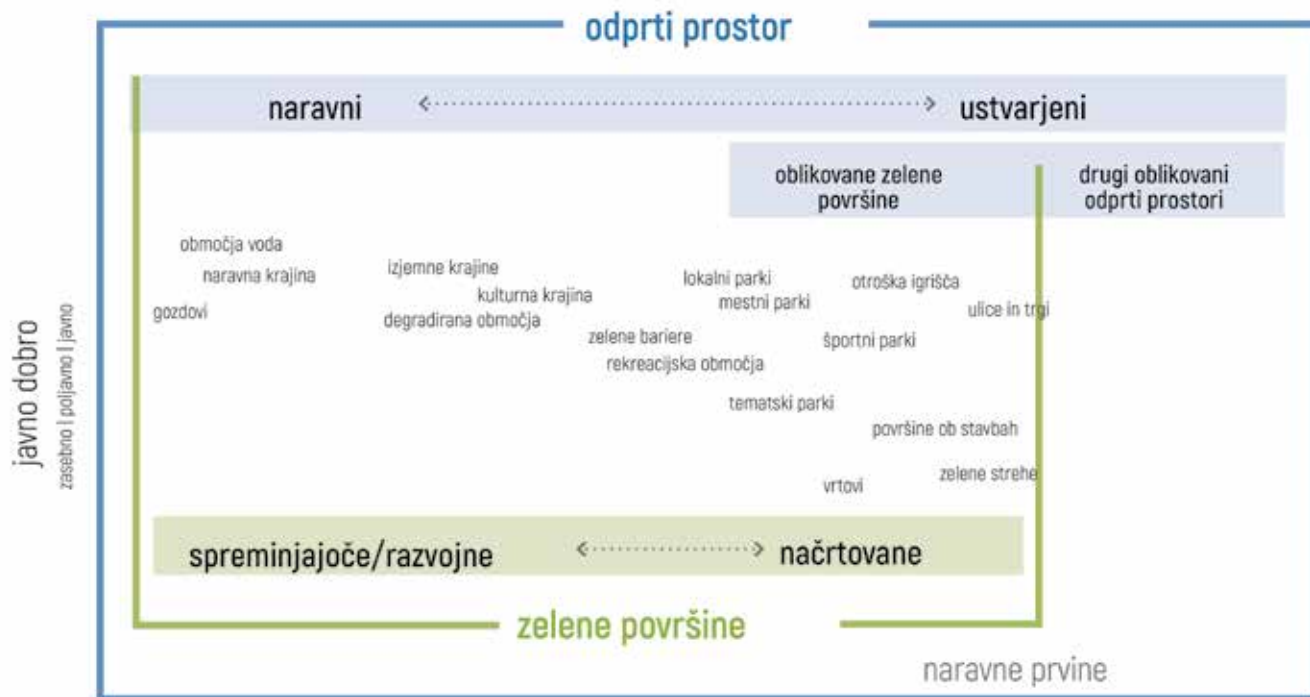 odprti prostor
naravni
ustvarjeni
oblikovane zelene
površine
drugi oblikovani
odprti prostori
območja voda
naravna krajina
gozdovi
izjemne krajine
kulturna krajina
degradirana območja
zelene bariere
rekreacijska območja
lokalni parki
mestni parki
tematski parki
otroška igrišča
ulice in trgi
športni parki
površine ob stavbah
zelene strehe
vrtovi
javno dobro
zasebno | poljavno | javno
spreminjajoče/razvojne
načrtovane
zelene površine
naravne prvine